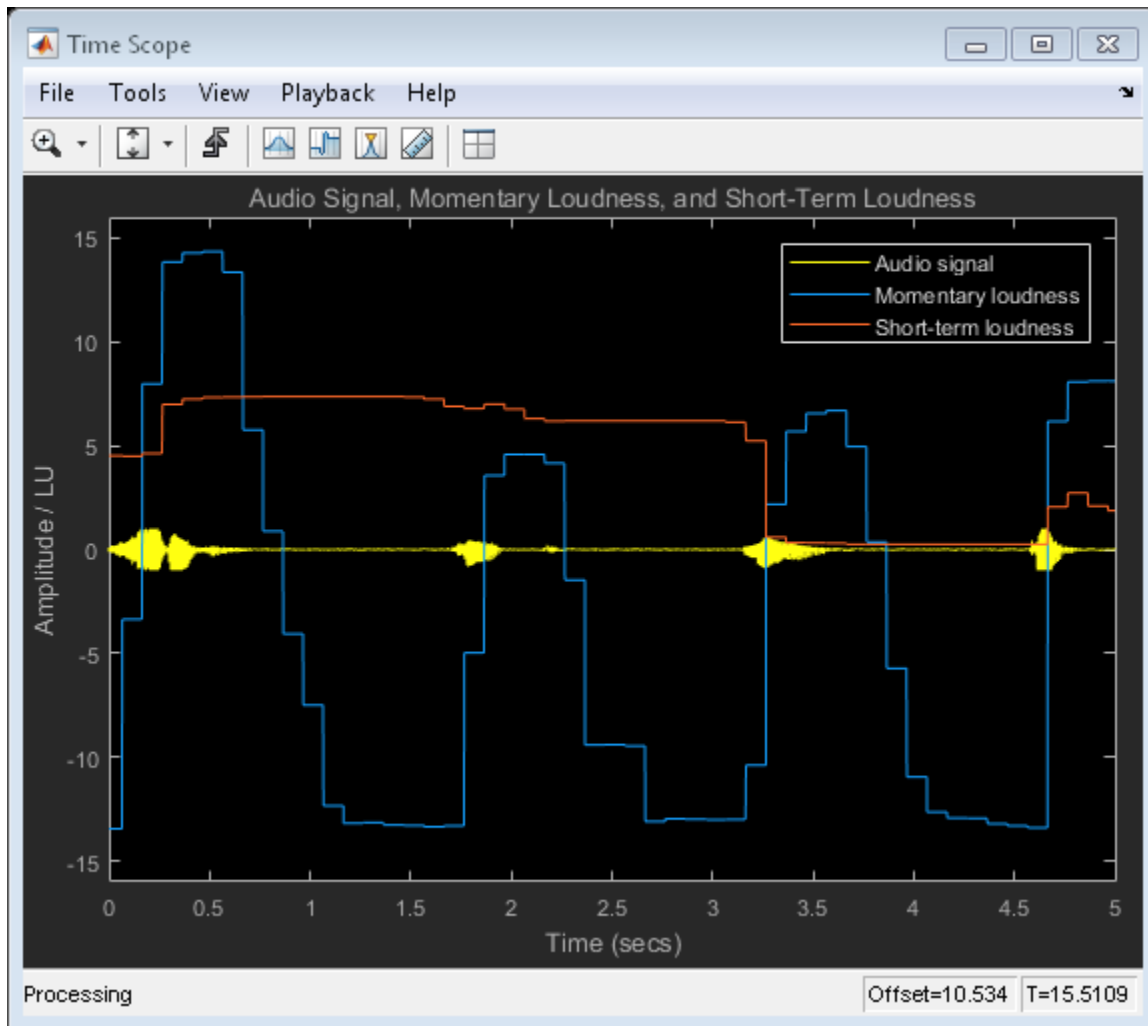 Time Scope
File Tools View Playback Help
Audio Signal, Momentary Loudness, and Short-Term Loudness
Audio signal
Momentary loudness
Short-term loudness
Amplitude / LU
15
10
5
0
-5
-10
-15
0 0.5 1 1.5 2 2.5 3 3.5 4 4.5 5
Time (secs)
Processing Offset=10.534 T=15.5109